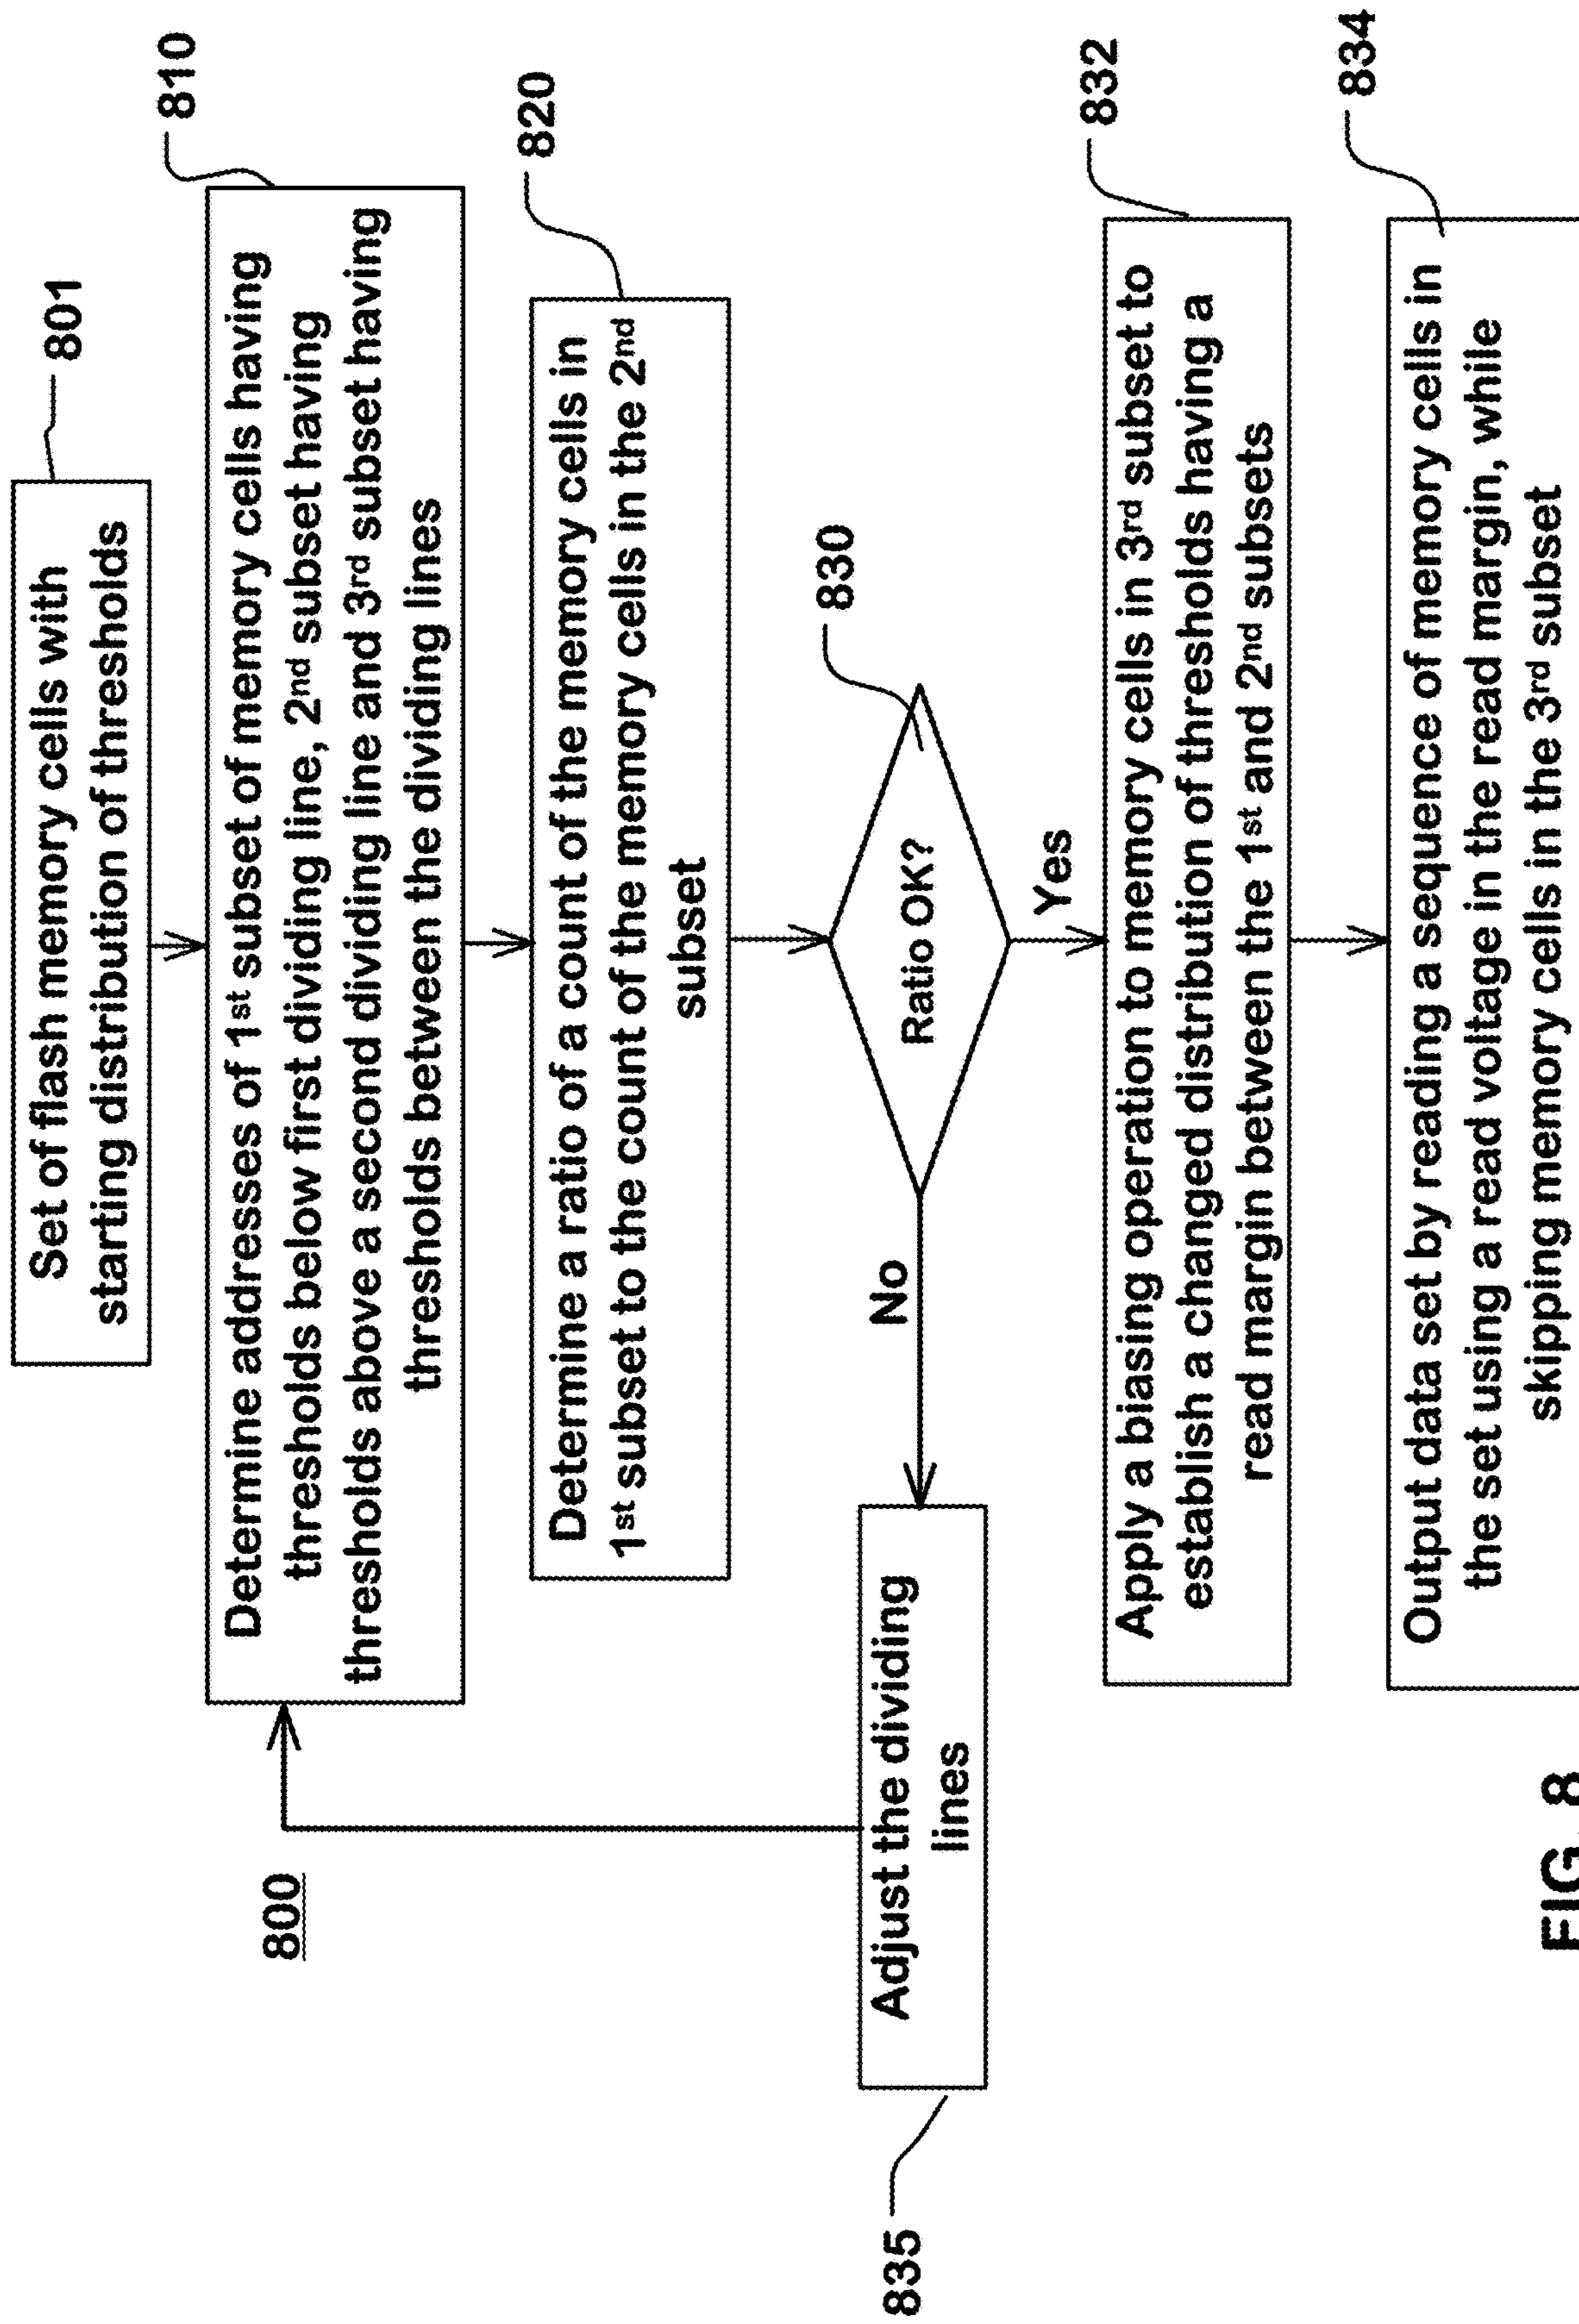 801
Set of flash memory cells with
starting distribution of thresholds
800
810
Determine addresses of 1st subset of memory cells having
thresholds below first dividing line, 2nd subset having
thresholds above a second dividing line and 3rd subset having
thresholds between the dividing lines
820
Determine a ratio of a count of the memory cells in
1st subset to the count of the memory cells in the 2nd
subset
830
Ratio OK?
No
Yes
835
Adjust the dividing
lines
832
Apply a biasing operation to memory cells in 3rd subset to
establish a changed distribution of thresholds having a
read margin between the 1st and 2nd subsets
834
Output data set by reading a sequence of memory cells in
the set using a read voltage in the read margin, while
skipping memory cells in the 3rd subset
FIG. 8